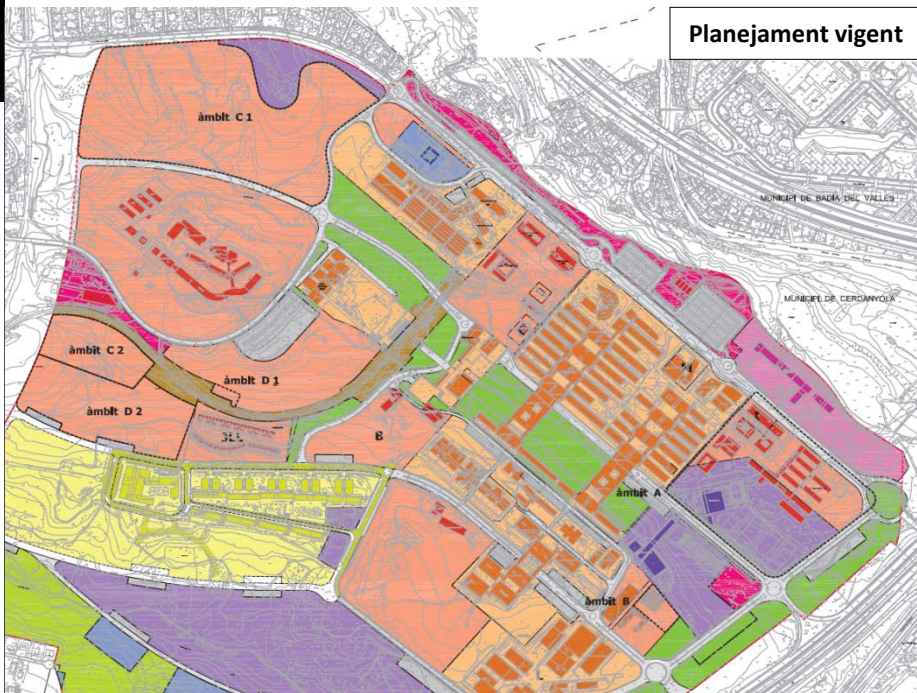 Planejament vigent
àmbit C 1
MUNICIPI DE BADIA DEL VALLES
MUNICIPI DE CERDANYOLA
àmbit C 2
àmbit D 1
àmbit D 2
B
àmbit A
àmbit B